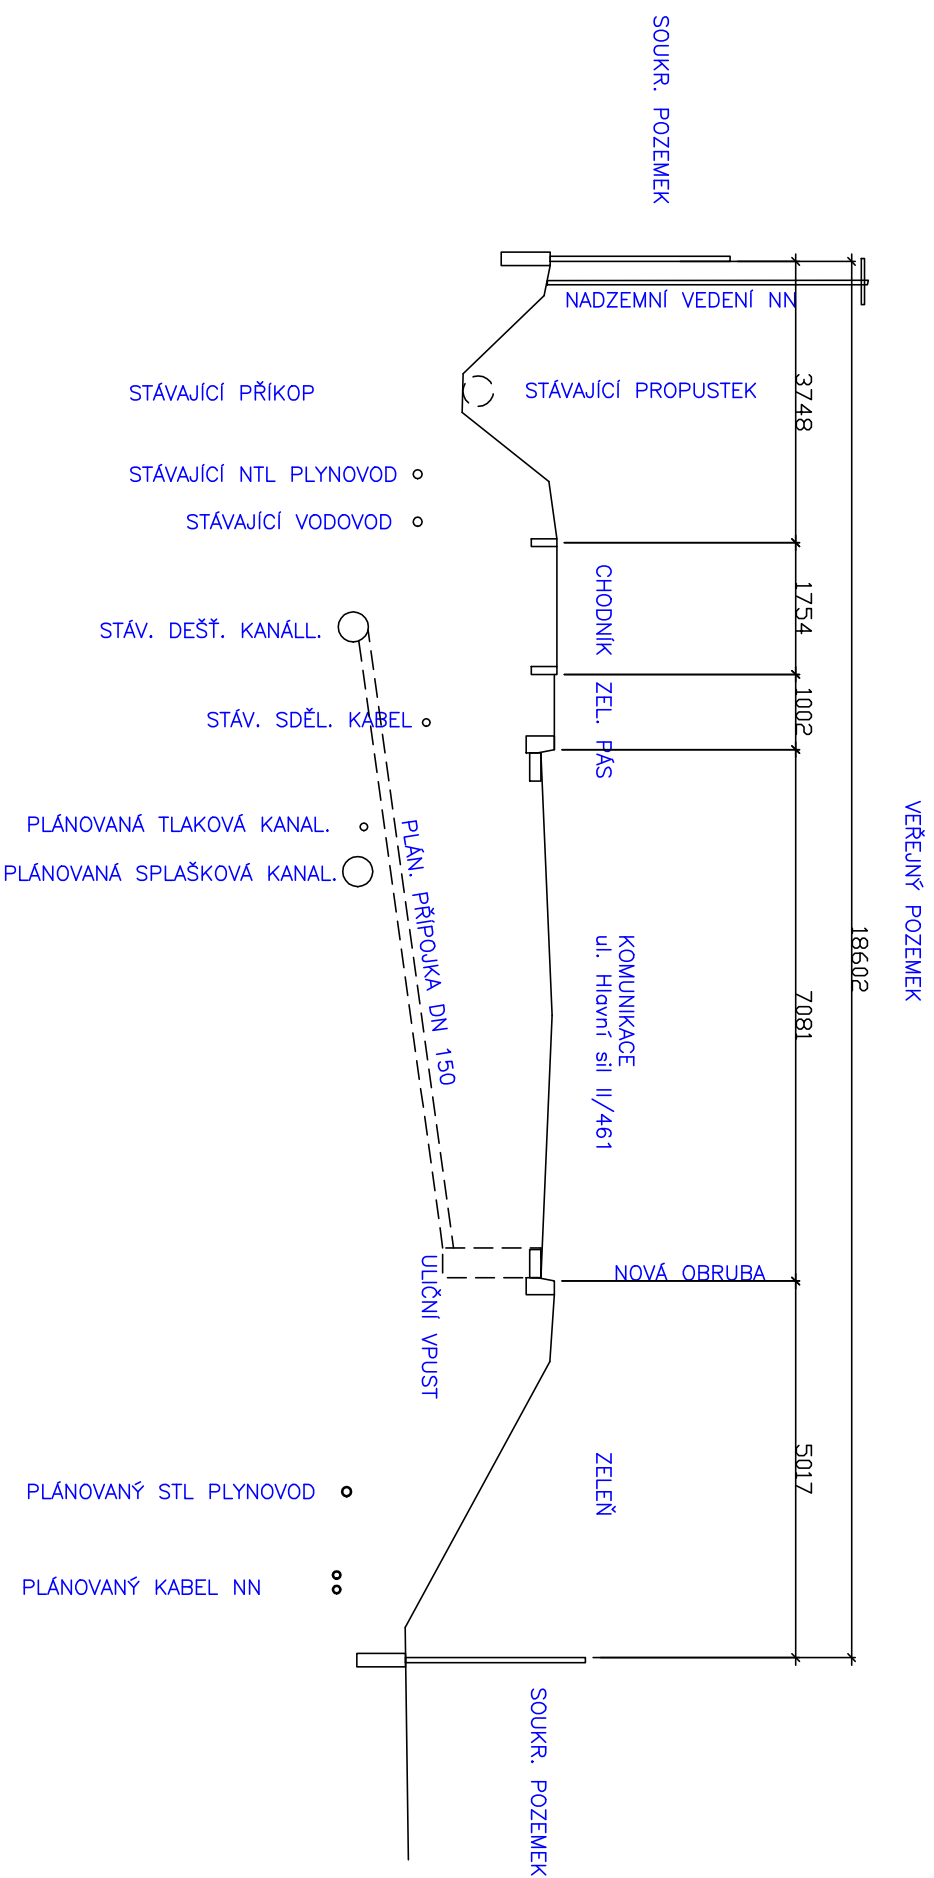 SOUKR. POZEMEK
NADZEMNÍ VEDENÍ NN
3748
STÁVAJÍCÍ PŘÍKOP
STÁVAJÍCÍ PROPUSTEK
STÁVAJÍCÍ NTL PLYNOVOD
STÁVAJÍCÍ VODOVOD
CHODNÍK
1754
STÁV. DEŠŤ. KANÁLL.
ZEL. PÁS
1002
STÁV. SDĚL. KABEL
PLÁNOVANÁ TLAKOVÁ KANAL.
PLÁNOVANÁ SPLAŠKOVÁ KANAL.
PLÁN. PŘÍPOJKA DN 150
VEŘEJNÝ POZEMEK
18602
KOMUNIKACE
ul. Hlavní sil II/461
7081
ULIČNÍ VPUST
NOVÁ OBRUBA
ZELEŇ
5017
PLÁNOVANÝ STL PLYNOVOD
PLÁNOVANÝ KABEL NN
SOUKR. POZEMEK